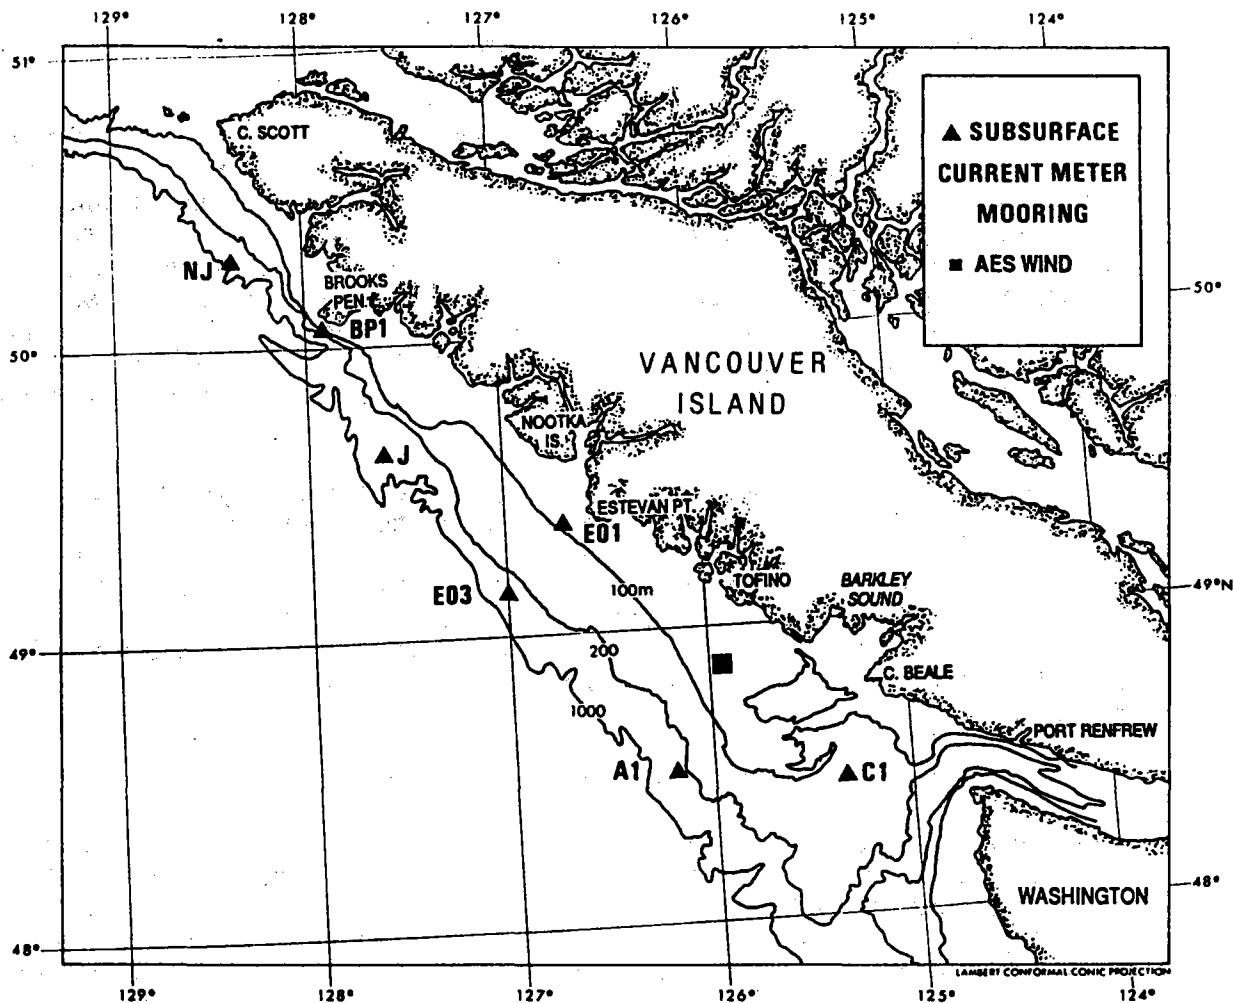 129° 128° 127° 126° 125° 124°
51°
C. SCOTT
▲ SUBSURFACE
CURRENT METER
MOORING
■ AES WIND
NJ
BROOKS
PEN.
BP1
50°
50°
VANCOUVER
ISLAND
NOOTKA
IS.
J
ESTEVAN PT.
E01
TOFINO
BARKLEY
SOUND
100m
49°N
E03
200
49°
C. BEALE
1000
PORT RENFREW
A1
C1
48°
WASHINGTON
48°
LAMBERT CONFORMAL CONIC PROJECTION
129° 128° 127° 126° 125° 124°